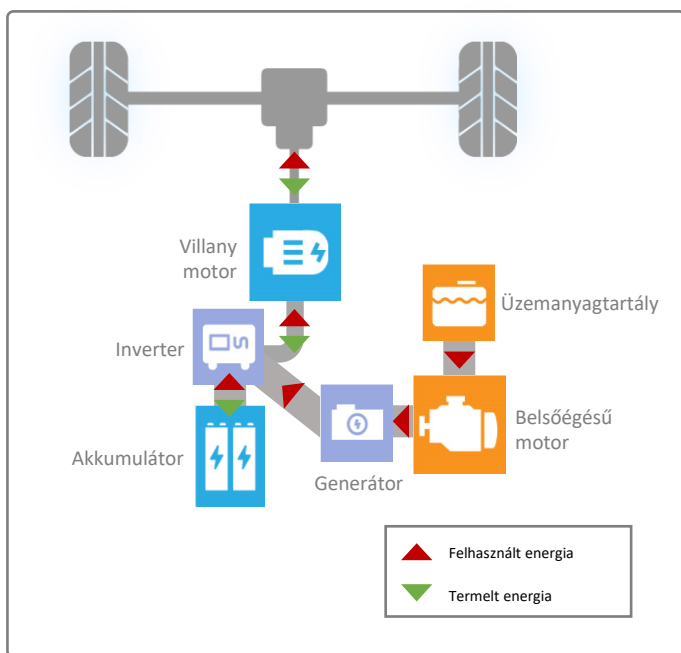 Villany
motor
Üzemanyagtartály
Inverter
Belsőégésű
motor
Akkumulátor
Generátor
Felhasznált energia
Termelt energia